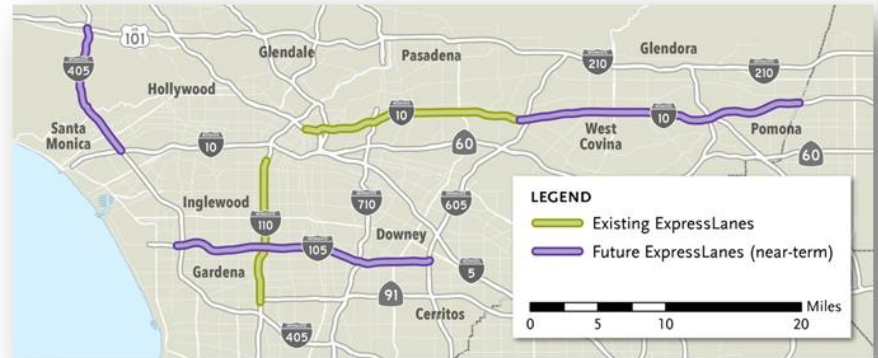 US
101
405
Glendale
Pasadena
Glendora
210
210
Hollywood
Santa
Monica
10
10
60
West
Covina
10
Pomona
60
Inglewood
110
710
605
Downey
105
Gardena
5
91
Cerritos
405
LEGEND
Existing ExpressLanes
Future ExpressLanes (near-term)
Miles
0 5 10 20